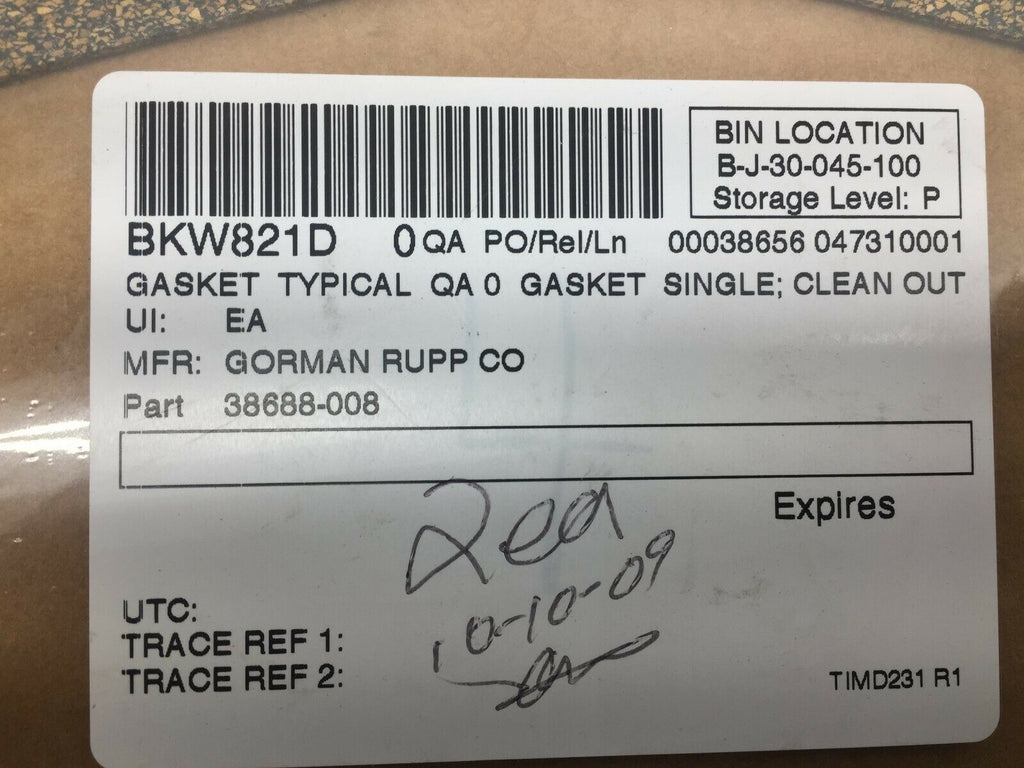 BIN LOCATION
B-J-30-045-100
Storage Level: P
BKW821D 0 QA PO/Rel/Ln 00038656 047310001
GASKET TYPICAL QA 0 GASKET SINGLE; CLEAN OUT
UI: EA
MFR: GORMAN RUPP CO
Part 38688-008
Expires
2ea
10-10-09
UTC:
TRACE REF 1:
TRACE REF 2:
TIMD231 R1